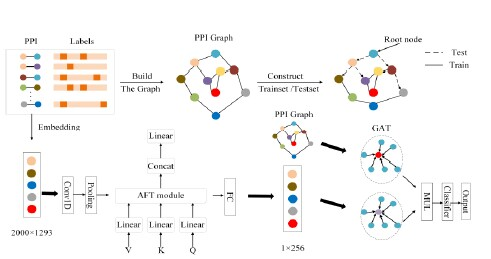 PPI Labels
PPI Graph
Root node
Test
Train
Build
The Graph
Construct
Trainset /Testset
Embedding
Linear
Concat
AFT module
Linear Linear Linear
V K Q
Conv1D
Pooling
FC
2000×1293
PPI Graph
1×256
GAT
MUL
Classifier
Output